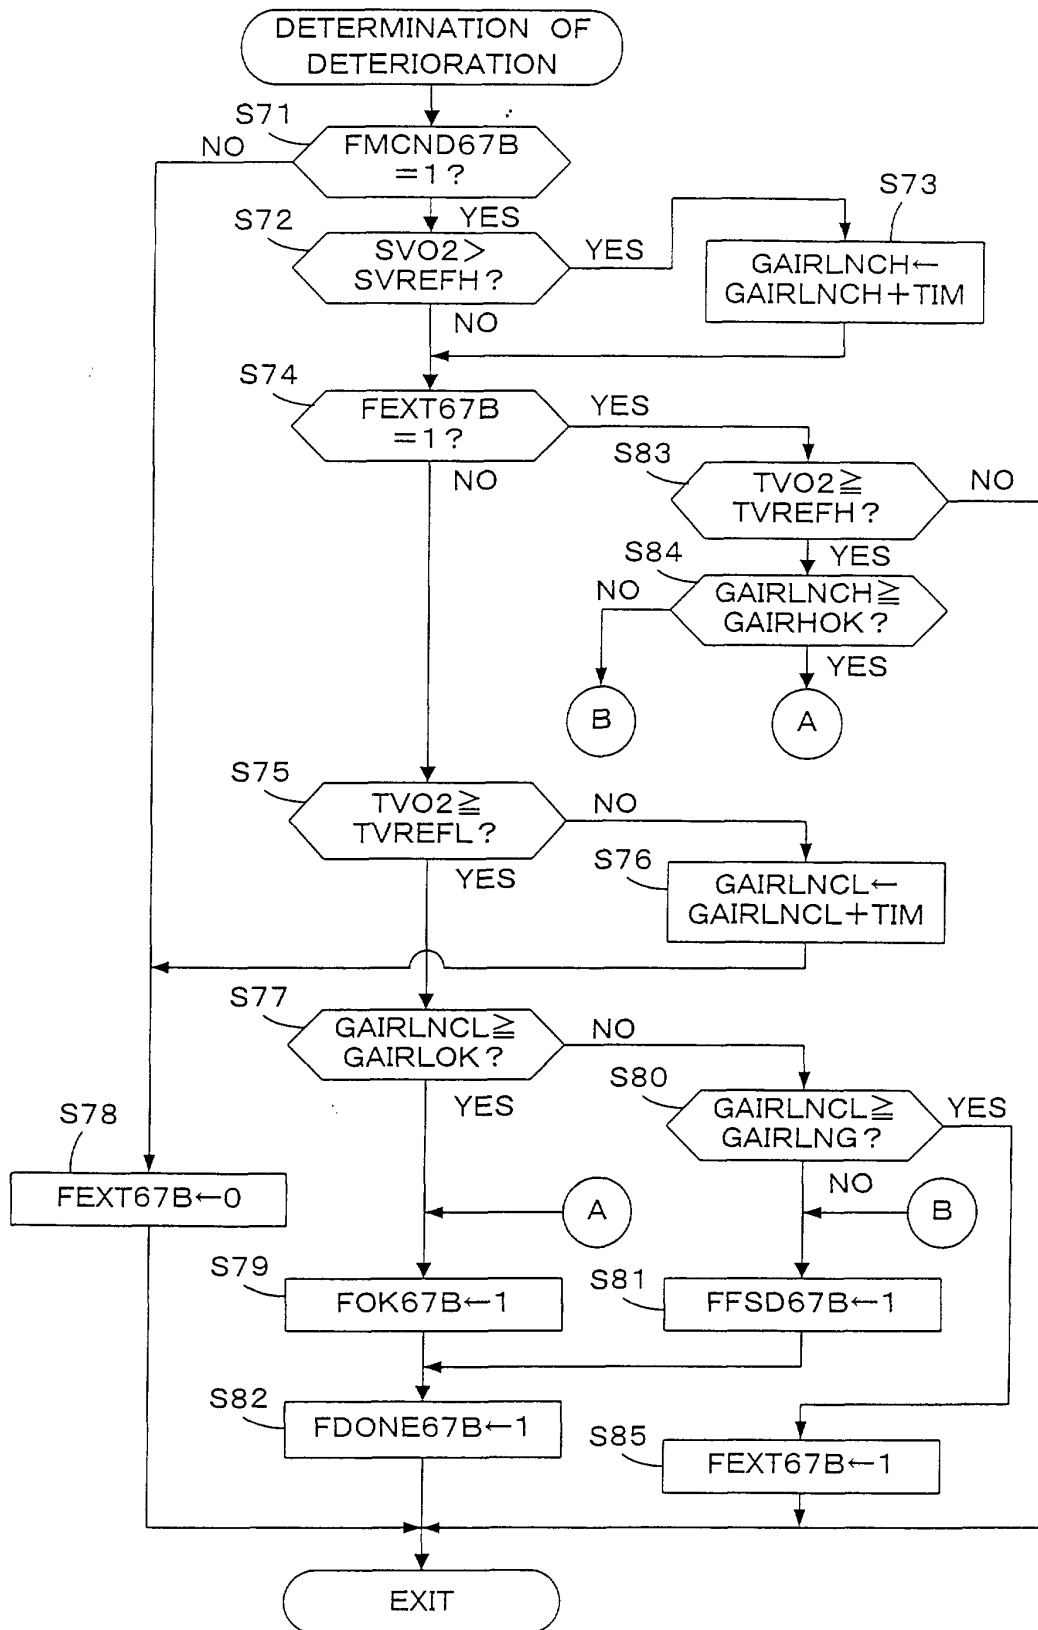 DETERMINATION OF
DETERIORATION
S71
NO
FMCND67B
=1?
YES
S72
SVO2>
SVREFH?
YES
S73
GAIRLNCH←
GAIRLNCH+TIM
NO
S74
FEXT67B
=1?
YES
NO
S83
TVO2≧
TVREFH?
NO
YES
S84
NO
GAIRLNCH≧
GAIRHOK?
YES
B
A
S75
TVO2≧
TVREFL?
NO
YES
S76
GAIRLNCL←
GAIRLNCL+TIM
S77
GAIRLNCL≧
GAIRLOK?
NO
YES
S80
GAIRLNCL≧
GAIRLNG?
YES
NO
S78
FEXT67B←0
A
B
S79
FOK67B←1
S81
FFSD67B←1
S82
FDONE67B←1
S85
FEXT67B←1
EXIT